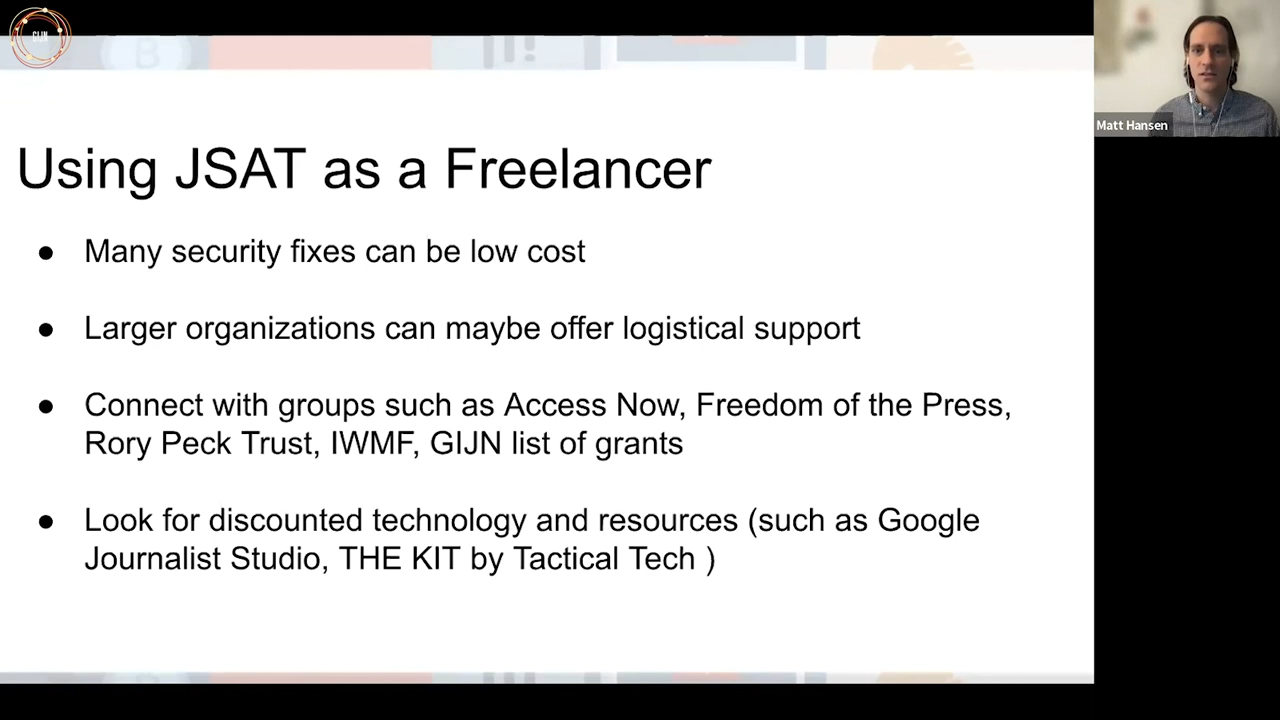 GIJN
Matt Hansen
Using JSAT as a Freelancer
● Many security fixes can be low cost
● Larger organizations can maybe offer logistical support
● Connect with groups such as Access Now, Freedom of the Press,
Rory Peck Trust, IWMF, GIJN list of grants
● Look for discounted technology and resources (such as Google
Journalist Studio, THE KIT by Tactical Tech )